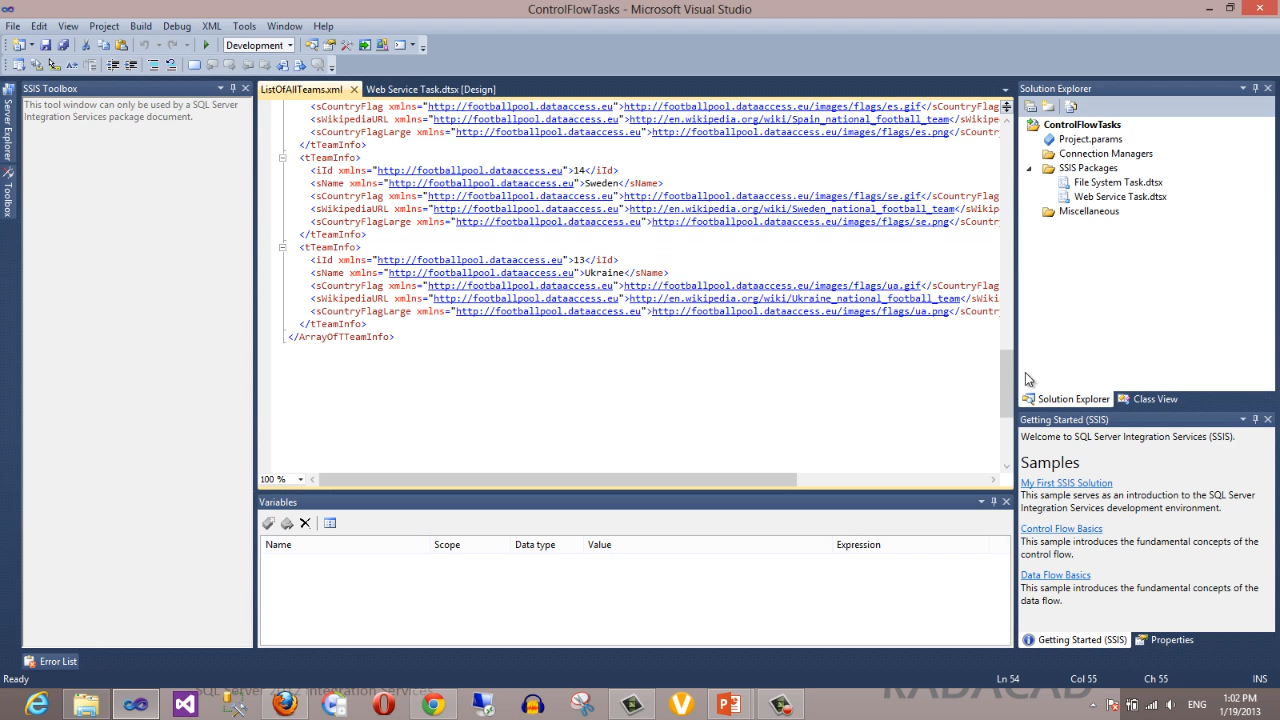 ControlFlowTasks - Microsoft Visual Studio
File Edit View Project Build Debug XML Tools Window Help
Development
SSIS Toolbox
This tool window can only be used by a SQL Server
Integration Services package document.
Server Explorer
Toolbox
ListOfAllTeams.xml Web Service Task.dtsx [Design]
<sCountryFlag xmlns="http://footballpool.dataaccess.eu">http://footballpool.dataaccess.eu/images/flags/es.gif</sCountryFlag
<sWikipediaURL xmlns="http://footballpool.dataaccess.eu">http://en.wikipedia.org/wiki/Spain_national_football_team</sWikipe
<sCountryFlagLarge xmlns="http://footballpool.dataaccess.eu">http://footballpool.dataaccess.eu/images/flags/es.png</sCountr
</tTeamInfo>
<tTeamInfo>
<iId xmlns="http://footballpool.dataaccess.eu">14</iId>
<sName xmlns="http://footballpool.dataaccess.eu">Sweden</sName>
<sCountryFlag xmlns="http://footballpool.dataaccess.eu">http://footballpool.dataaccess.eu/images/flags/se.gif</sCountryFlag
<sWikipediaURL xmlns="http://footballpool.dataaccess.eu">http://en.wikipedia.org/wiki/Sweden_national_football_team</sWikip
<sCountryFlagLarge xmlns="http://footballpool.dataaccess.eu">http://footballpool.dataaccess.eu/images/flags/se.png</sCountr
</tTeamInfo>
<tTeamInfo>
<iId xmlns="http://footballpool.dataaccess.eu">13</iId>
<sName xmlns="http://footballpool.dataaccess.eu">Ukraine</sName>
<sCountryFlag xmlns="http://footballpool.dataaccess.eu">http://footballpool.dataaccess.eu/images/flags/ua.gif</sCountryFlag
<sWikipediaURL xmlns="http://footballpool.dataaccess.eu">http://en.wikipedia.org/wiki/Ukraine_national_football_team</sWiki
<sCountryFlagLarge xmlns="http://footballpool.dataaccess.eu">http://footballpool.dataaccess.eu/images/flags/ua.png</sCountr
</tTeamInfo>
</ArrayOfTTeamInfo>
100 %
Variables
Name Scope Data type Value Expression
Solution Explorer
ControlFlowTasks
Project.params
Connection Managers
SSIS Packages
File System Task.dtsx
Web Service Task.dtsx
Miscellaneous
Solution Explorer Class View
Getting Started (SSIS)
Welcome to SQL Server Integration Services (SSIS).
Samples
My First SSIS Solution
This sample serves as an introduction to the SQL Server
Integration Services development environment.
Control Flow Basics
This sample introduces the fundamental concepts of the
control flow.
Data Flow Basics
This sample introduces the fundamental concepts of the
data flow.
Getting Started (SSIS) Properties
Error List
Ready Ln 54 Col 55 Ch 55 INS
SQL Server 2012 Integration Services
RADACAD
ENG
1:02 PM
1/19/2013